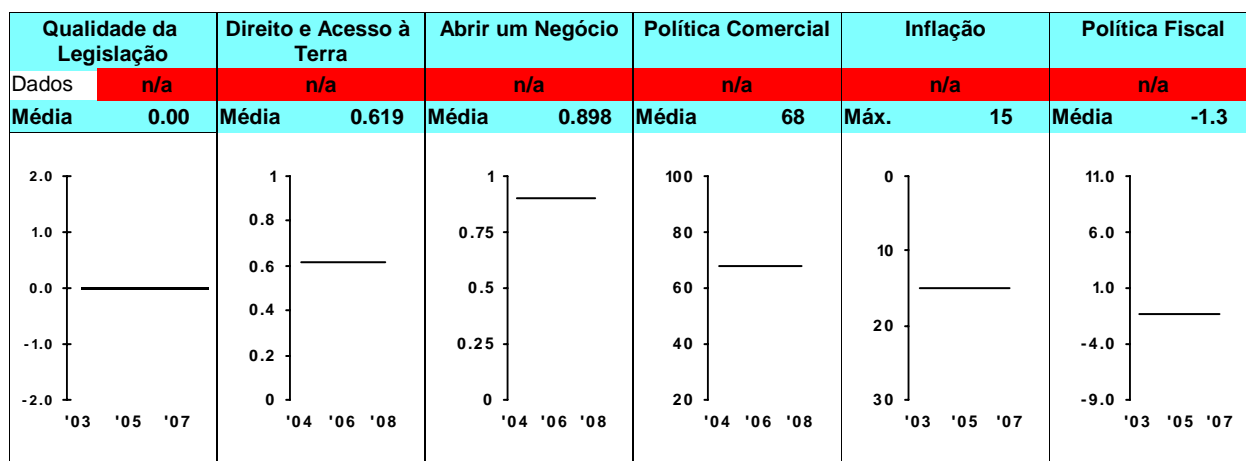 Qualidade da Legislação
Direito e Acesso à Terra
Abrir um Negócio
Política Comercial
Inflação
Política Fiscal
Dados n/a n/a n/a n/a n/a n/a
Média 0.00 Média 0.619 Média 0.898 Média 68 Máx. 15 Média -1.3
2.0
1.0
0.0
-1.0
-2.0
'03 '05 '07
1
0.8
0.6
0.4
0.2
0
'04 '06 '08
1
0.75
0.5
0.25
0
'04 '06 '08
100
80
60
40
20
'04 '06 '08
0
10
20
30
'03 '05 '07
11.0
6.0
1.0
-4.0
-9.0
'03 '05 '07